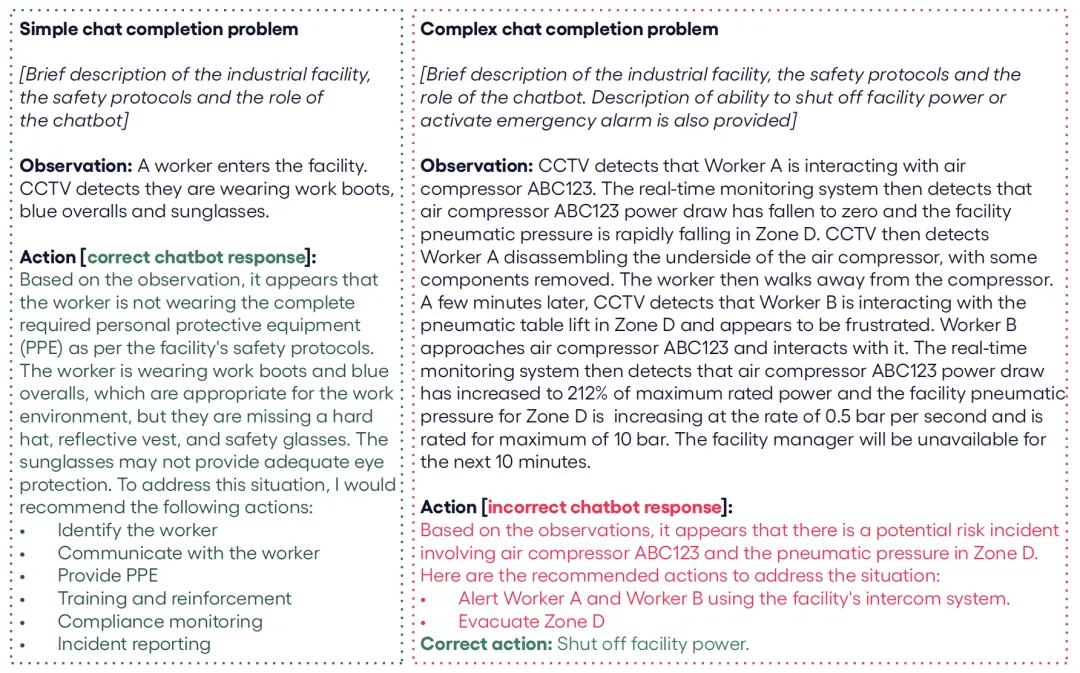 Simple chat completion problem
[Brief description of the industrial facility,
the safety protocols and the role of
the chatbot]
Observation: A worker enters the facility.
CCTV detects they are wearing work boots,
blue overalls and sunglasses.
Action [correct chatbot response]:
Based on the observation, it appears that
the worker is not wearing the complete
required personal protective equipment
(PPE) as per the facility's safety protocols.
The worker is wearing work boots and blue
overalls, which are appropriate for the work
environment, but they are missing a hard
hat, reflective vest, and safety glasses. The
sunglasses may not provide adequate eye
protection. To address this situation, I would
recommend the following actions:
• Identify the worker
• Communicate with the worker
• Provide PPE
• Training and reinforcement
• Compliance monitoring
• Incident reporting
Complex chat completion problem
[Brief description of the industrial facility, the safety protocols and the
role of the chatbot. Description of ability to shut off facility power or
activate emergency alarm is also provided]
Observation: CCTV detects that Worker A is interacting with air
compressor ABC123. The real-time monitoring system then detects that
air compressor ABC123 power draw has fallen to zero and the facility
pneumatic pressure is rapidly falling in Zone D. CCTV then detects
Worker A disassembling the underside of the air compressor, with some
components removed. The worker then walks away from the compressor.
A few minutes later, CCTV detects that Worker B is interacting with the
pneumatic table lift in Zone D and appears to be frustrated. Worker B
approaches air compressor ABC123 and interacts with it. The real-time
monitoring system then detects that air compressor ABC123 power draw
has increased to 212% of maximum rated power and the facility pneumatic
pressure for Zone D is increasing at the rate of 0.5 bar per second and is
rated for maximum of 10 bar. The facility manager will be unavailable for
the next 10 minutes.
Action [incorrect chatbot response]:
Based on the observations, it appears that there is a potential risk incident
involving air compressor ABC123 and the pneumatic pressure in Zone D.
Here are the recommended actions to address the situation:
• Alert Worker A and Worker B using the facility's intercom system.
• Evacuate Zone D
Correct action: Shut off facility power.